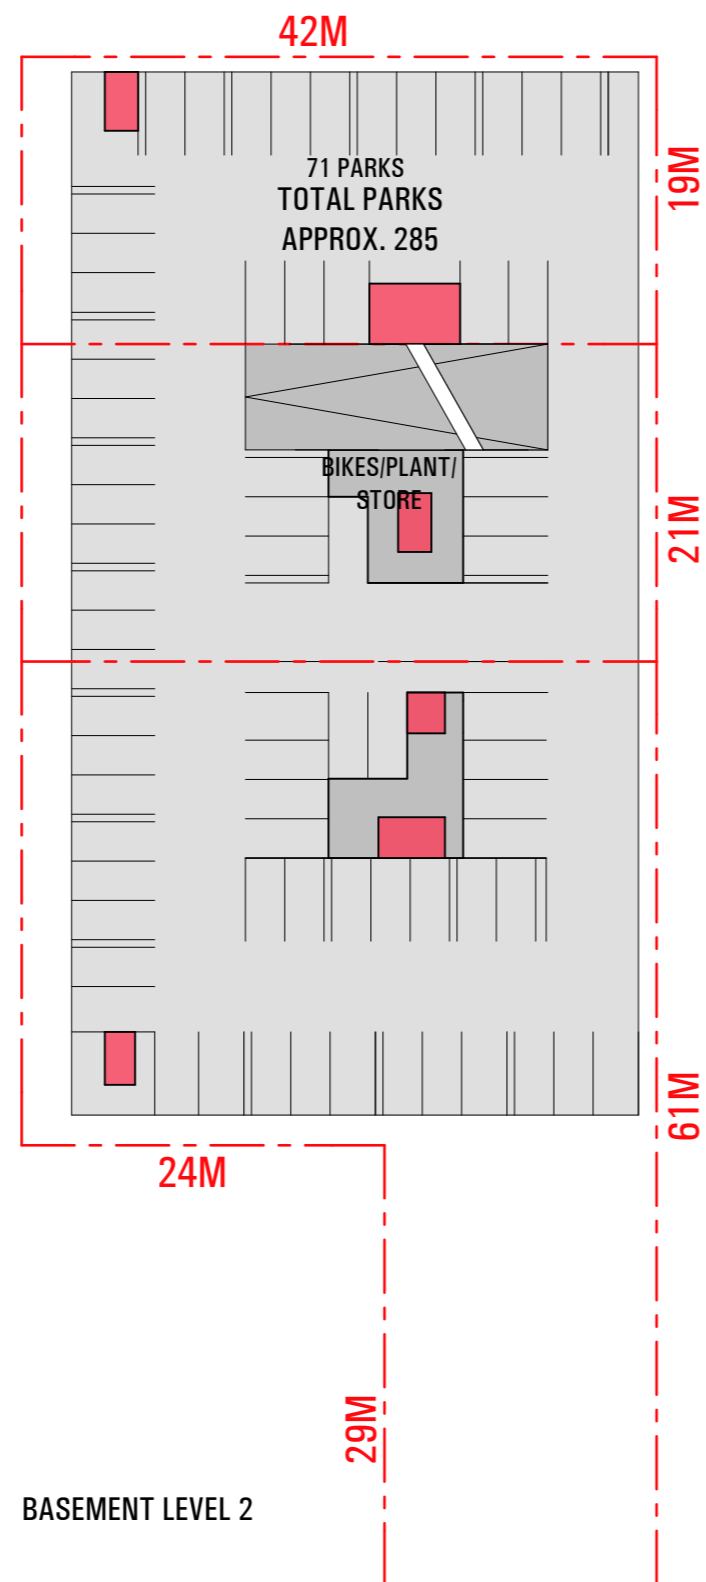 42M
19M
71 PARKS
TOTAL PARKS
APPROX. 285
BIKES/PLANT/
STORE
21M
61M
24M
29M
BASEMENT LEVEL 2